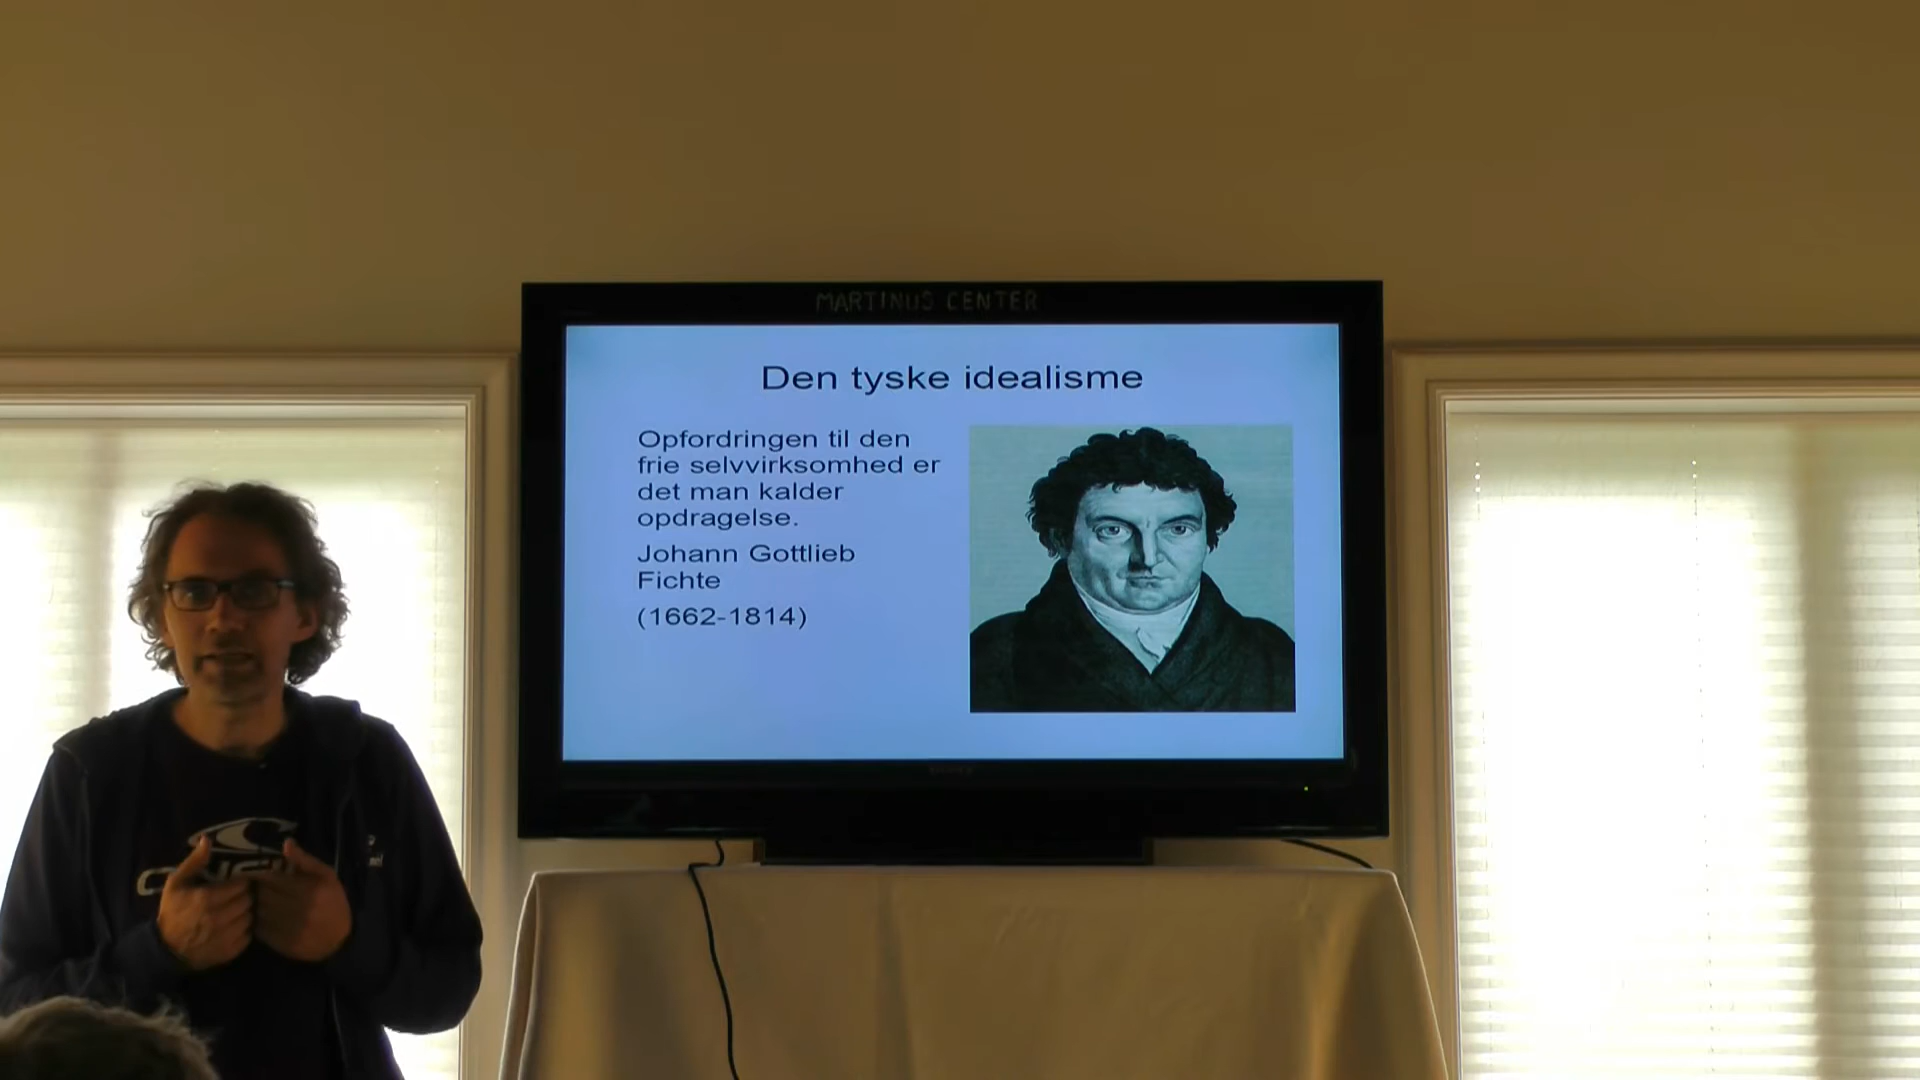 MARTINUS CENTER
Den tyske idealisme
Opfordringen til den
frie selvvirksomhed er
det man kalder
opdragelse.
Johann Gottlieb
Fichte
(1662-1814)